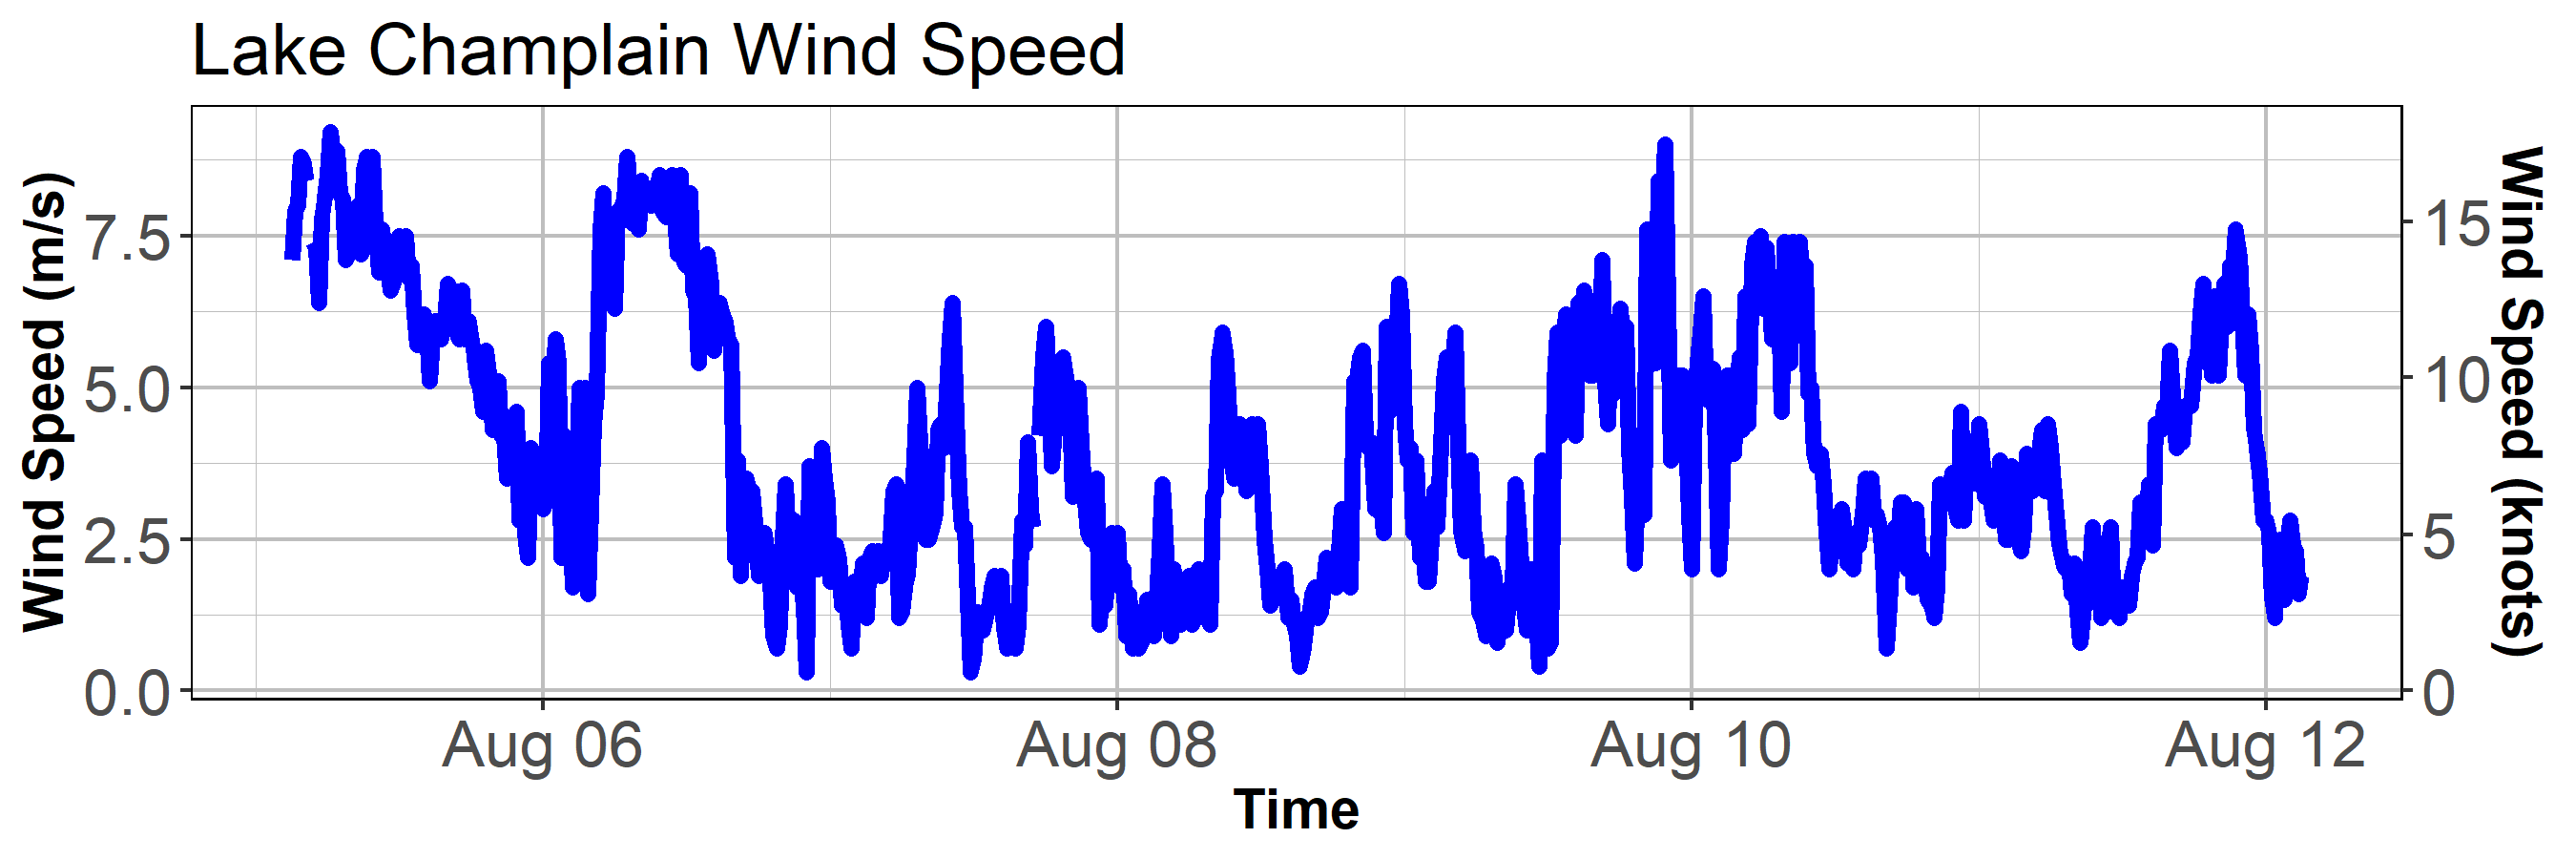 Lake Champlain Wind Speed
Wind Speed (m/s)
7.5
5.0
2.5
0.0
Wind Speed (knots)
15
10
5
0
Aug 06 Aug 08 Aug 10 Aug 12
Time